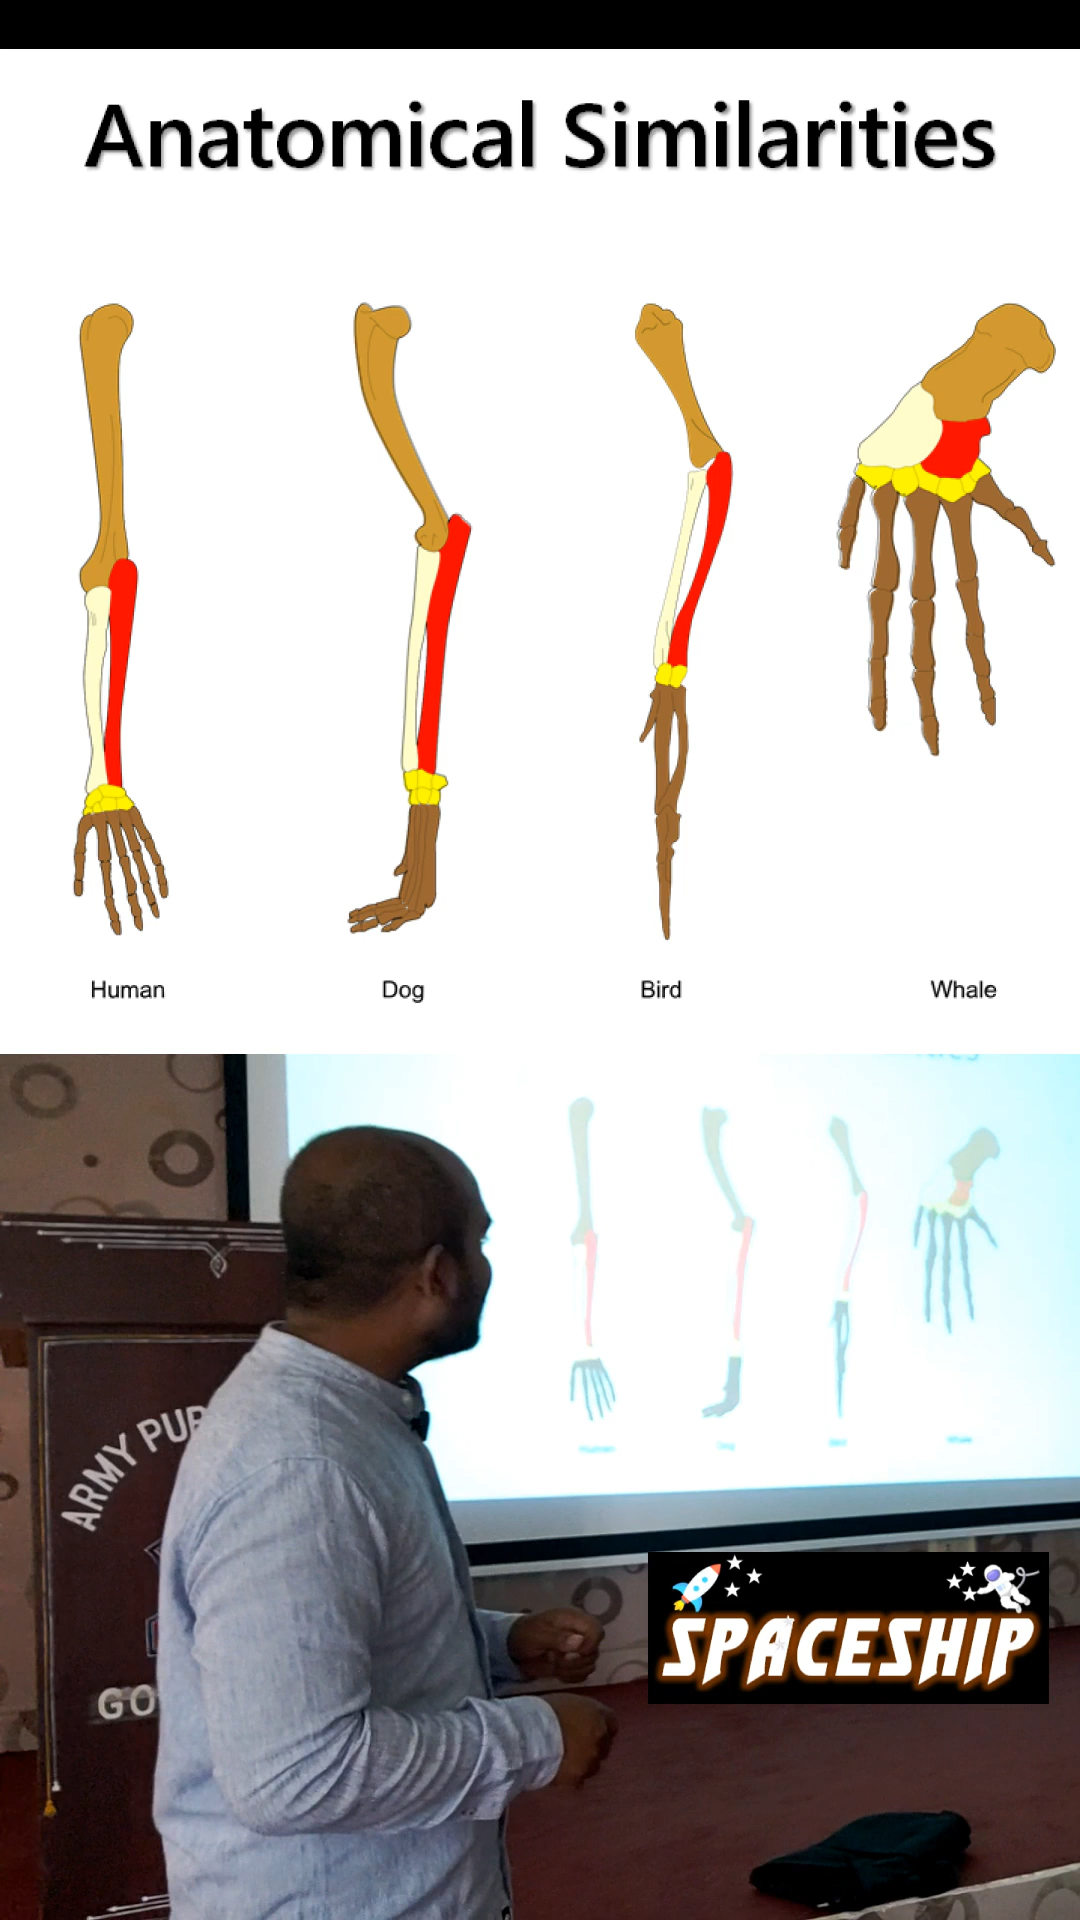 Anatomical Similarities
Human Dog Bird Whale
ARMY PUB
GO
SPACESHIP